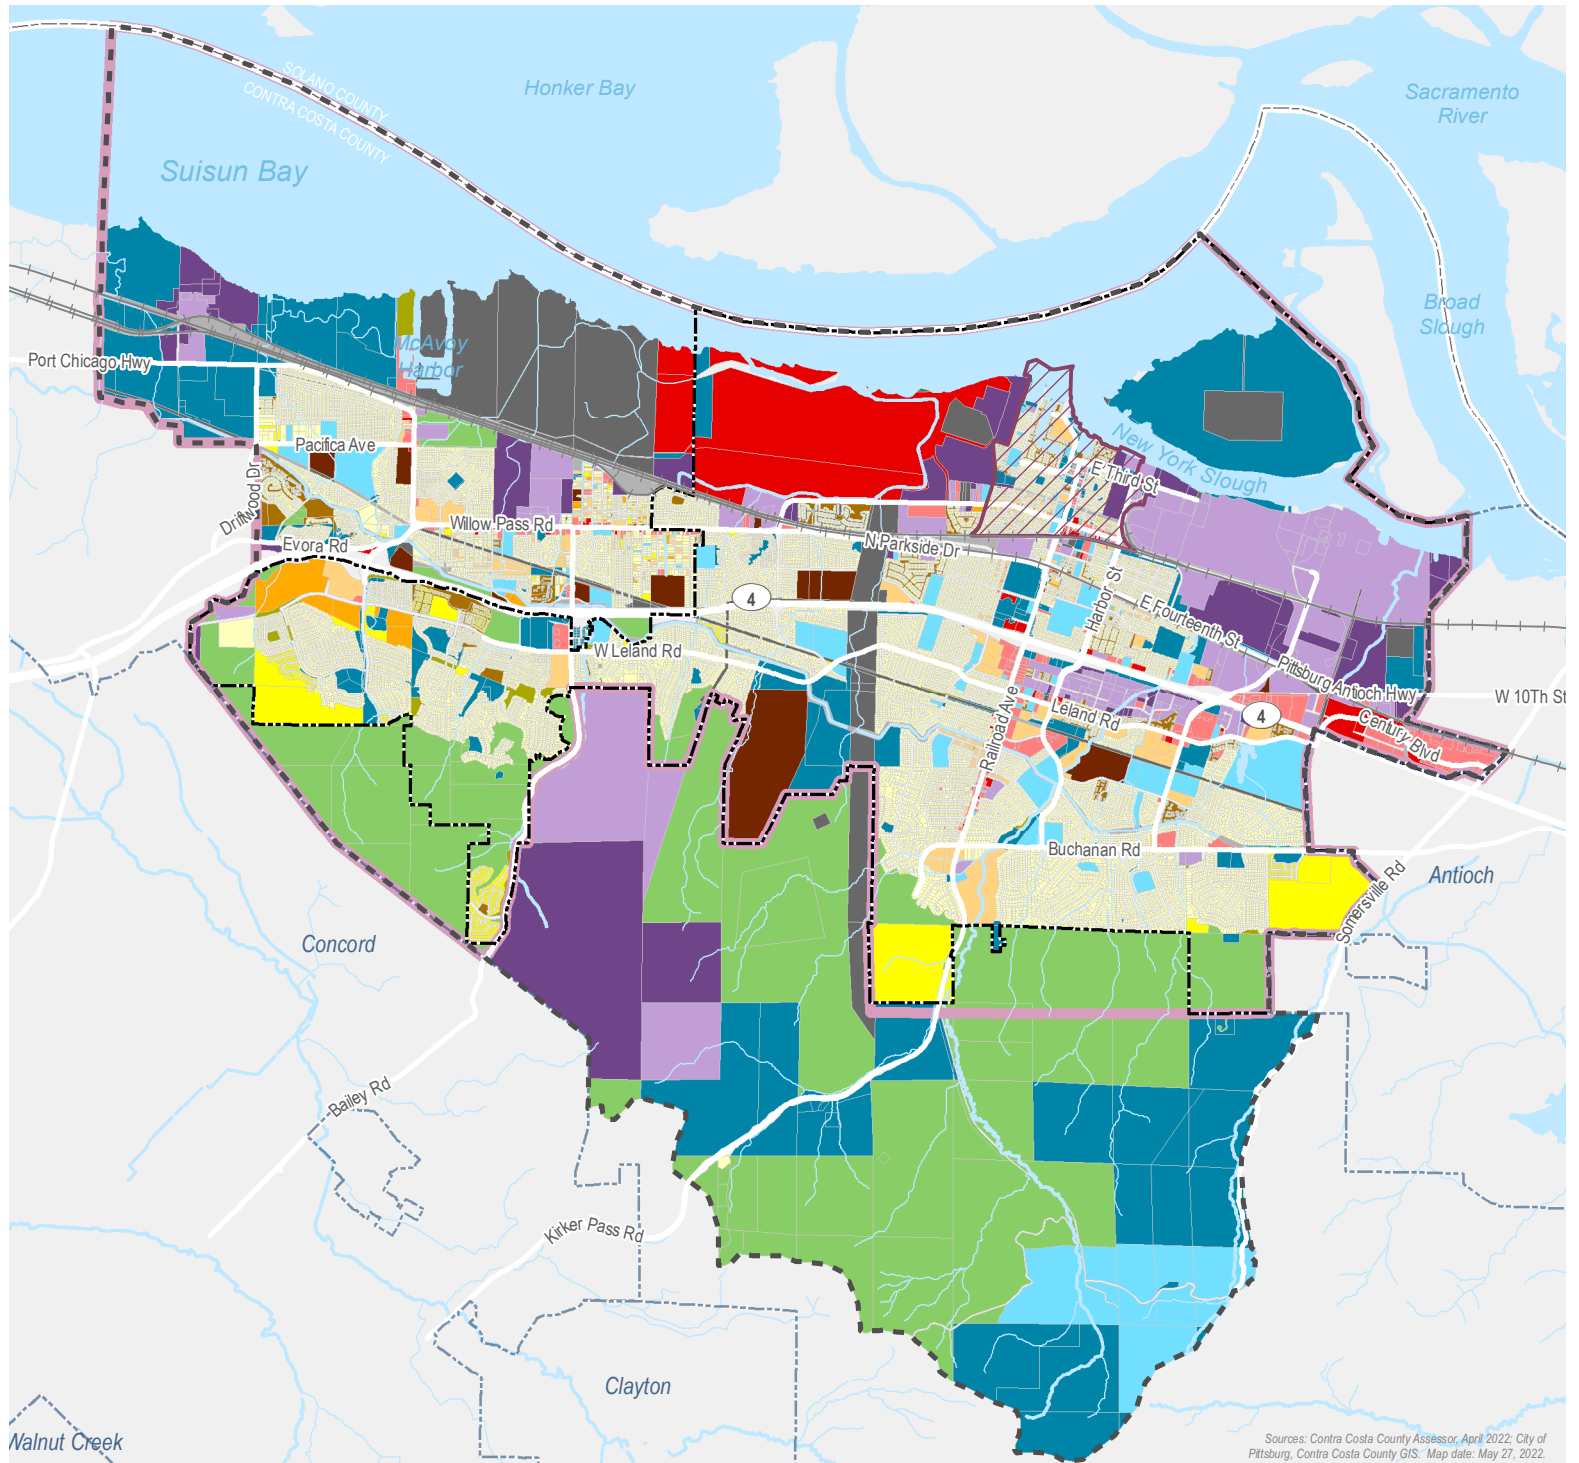 SOLANO COUNTY
CONTRA COSTA COUNTY
Honker Bay
Sacramento
River
Suisun Bay
Broad
Slough
McAvoy
Harbor
Port Chicago Hwy
New York Slough
E Third St
Pacifica Ave
Driftwood Dr
Willow Pass Rd
Evora Rd
N Parkside Dr
4
Harbor St
E Fourteenth St
W Leland Rd
Pittsburg Antioch Hwy
W 10Th St
Railroad Ave
Leland Rd
4
Century Blvd
Buchanan Rd
Somersville Rd
Antioch
Concord
Bailey Rd
Kirker Pass Rd
Clayton
Walnut Creek
Sources: Contra Costa County Assessor, April 2022; City of
Pittsburg, Contra Costa County GIS.  Map date: May 27, 2022.